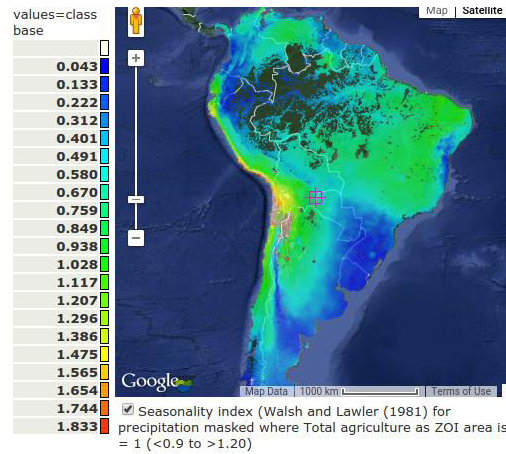 values=class
base
Map
Satellite
0.043
0.133
0.222
0.312
0.401
0.491
0.580
0.670
0.759
0.849
0.938
1.028
1.117
1.207
1.296
1.386
1.475
1.565
1.654
1.744
1.833
Google
Map Data
1000 km
Terms of Use
Seasonality index (Walsh and Lawler (1981) for
precipitation masked where Total agriculture as ZOI area is
= 1 (<0.9 to >1.20)